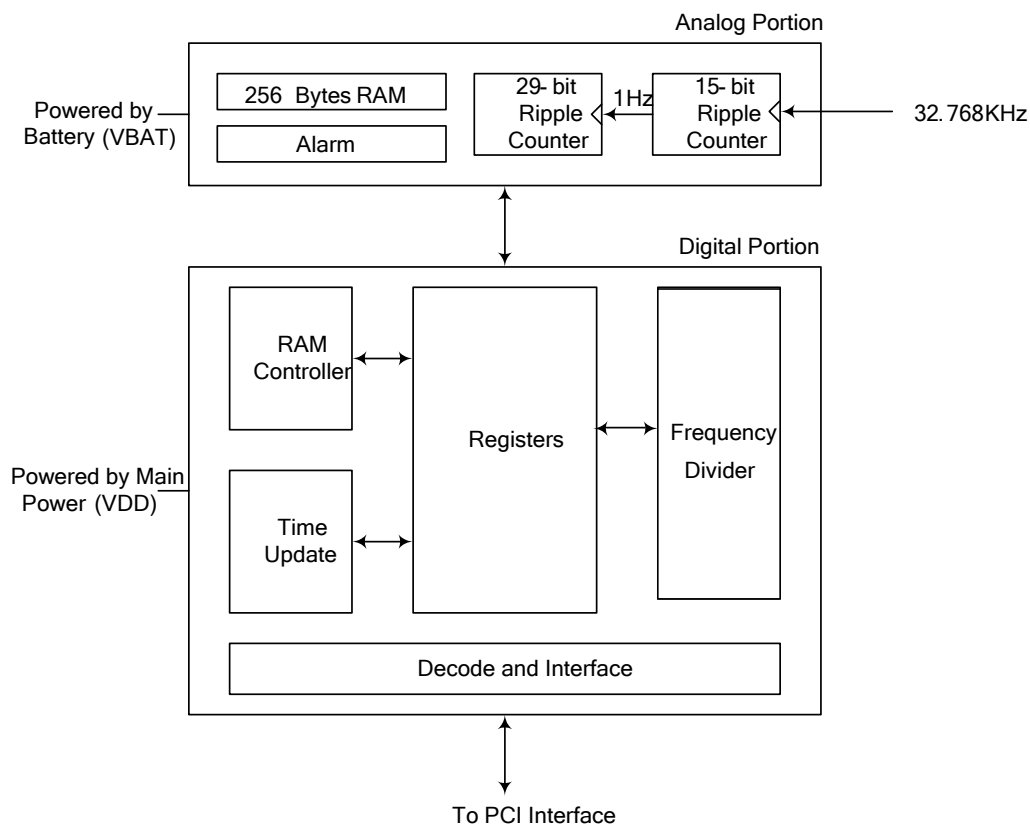 Analog Portion
Powered by
Battery (VBAT)
256 Bytes RAM
Alarm
29- bit
Ripple
Counter
1Hz
15- bit
Ripple
Counter
32.768KHz
Digital Portion
Powered by Main
Power (VDD)
RAM
Controller
Time
Update
Registers
Frequency
Divider
Decode and Interface
To PCI Interface